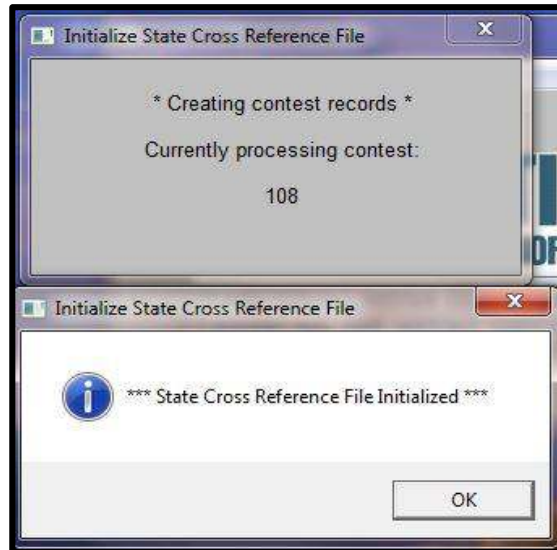 Initialize State Cross Reference File
* Creating contest records *
Currently processing contest:
108
Initialize State Cross Reference File
*** State Cross Reference File Initialized ***
OK